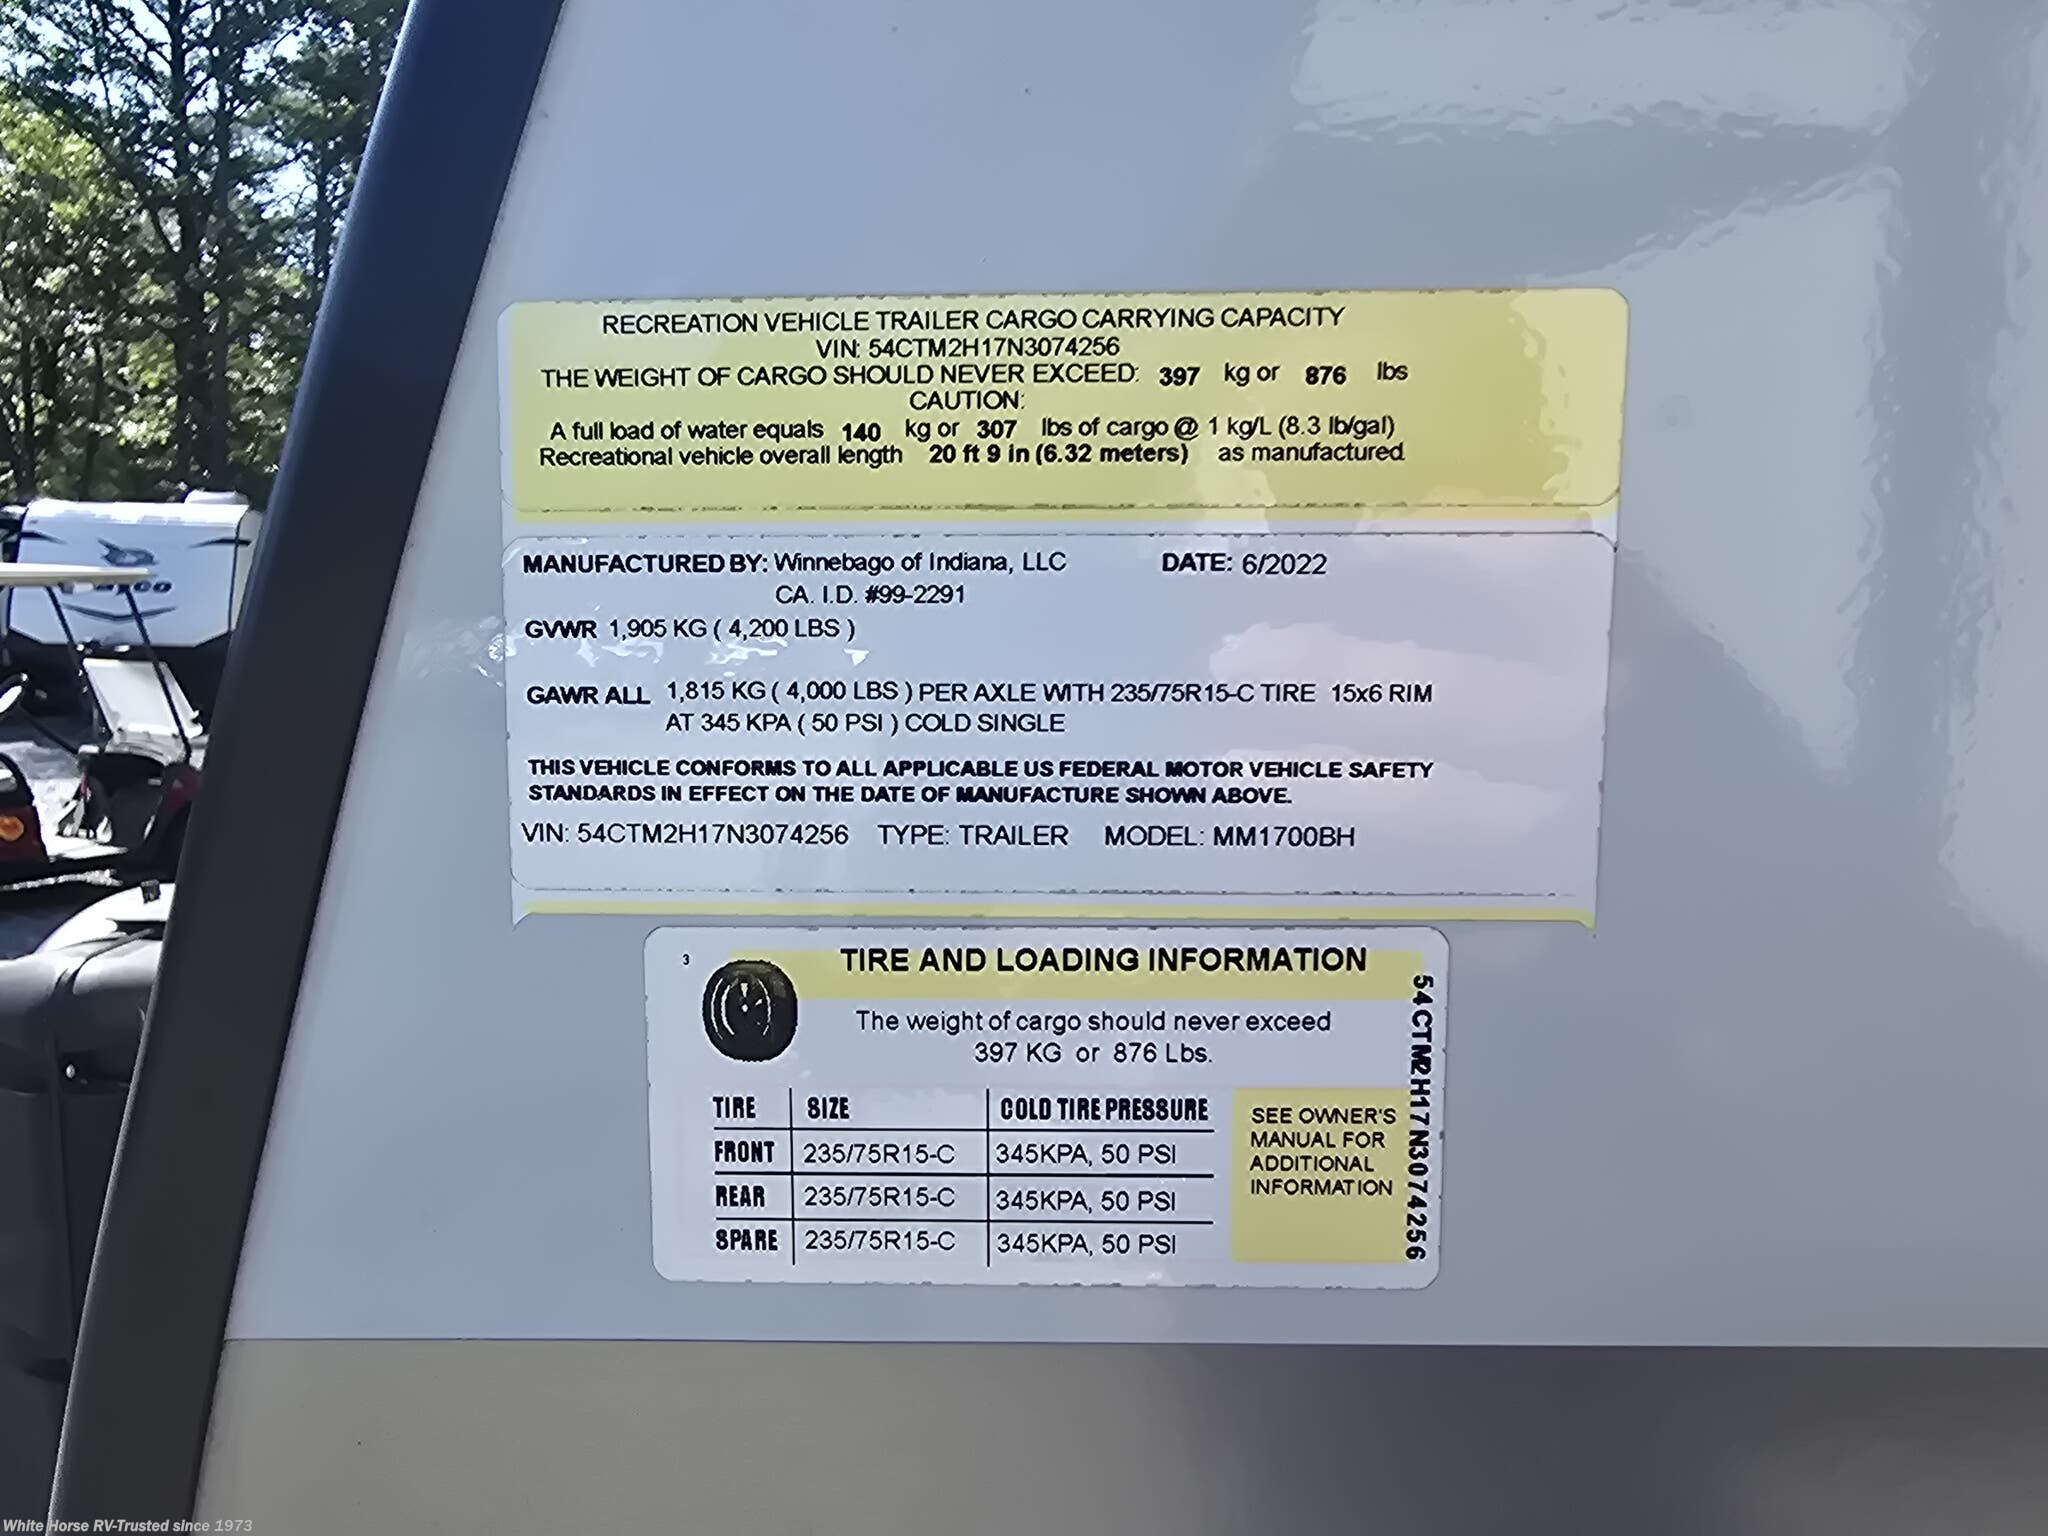 RECREATION VEHICLE TRAILER CARGO CARRYING CAPACITY
VIN: 54CTM2H17N3074256
THE WEIGHT OF CARGO SHOULD NEVER EXCEED: 397 kg or 876 lbs
CAUTION:
A full load of water equals 140 kg or 307 lbs of cargo @ 1 kg/L (8.3 lb/gal)
Recreational vehicle overall length 20 ft 9 in (6.32 meters) as manufactured
MANUFACTURED BY: Winnebago of Indiana, LLC DATE: 6/2022
CA. I.D. #99-2291
GVWR 1,905 KG ( 4,200 LBS )
GAWR ALL 1,815 KG ( 4,000 LBS ) PER AXLE WITH 235/75R15-C TIRE 15x6 RIM
AT 345 KPA ( 50 PSI ) COLD SINGLE
THIS VEHICLE CONFORMS TO ALL APPLICABLE US FEDERAL MOTOR VEHICLE SAFETY
STANDARDS IN EFFECT ON THE DATE OF MANUFACTURE SHOWN ABOVE.
VIN: 54CTM2H17N3074256 TYPE: TRAILER MODEL: MM1700BH
3
TIRE AND LOADING INFORMATION
The weight of cargo should never exceed
397 KG or 876 Lbs.
TIRE SIZE COLD TIRE PRESSURE
FRONT 235/75R15-C 345KPA, 50 PSI
REAR 235/75R15-C 345KPA, 50 PSI
SPARE 235/75R15-C 345KPA, 50 PSI
SEE OWNER'S
MANUAL FOR
ADDITIONAL
INFORMATION
54CTM2H17N3074256
White Horse RV-Trusted since 1973